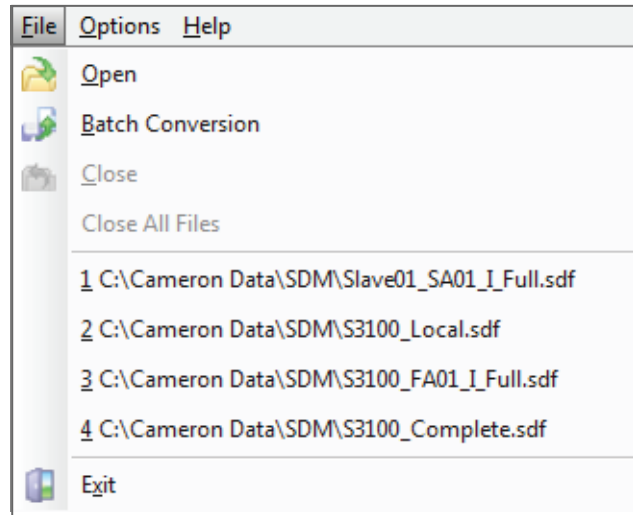 File Options Help
Open
Batch Conversion
Close
Close All Files
1 C:\Cameron Data\SDM\Slave01_SA01_I_Full.sdf
2 C:\Cameron Data\SDM\S3100_Local.sdf
3 C:\Cameron Data\SDM\S3100_FA01_I_Full.sdf
4 C:\Cameron Data\SDM\S3100_Complete.sdf
Exit